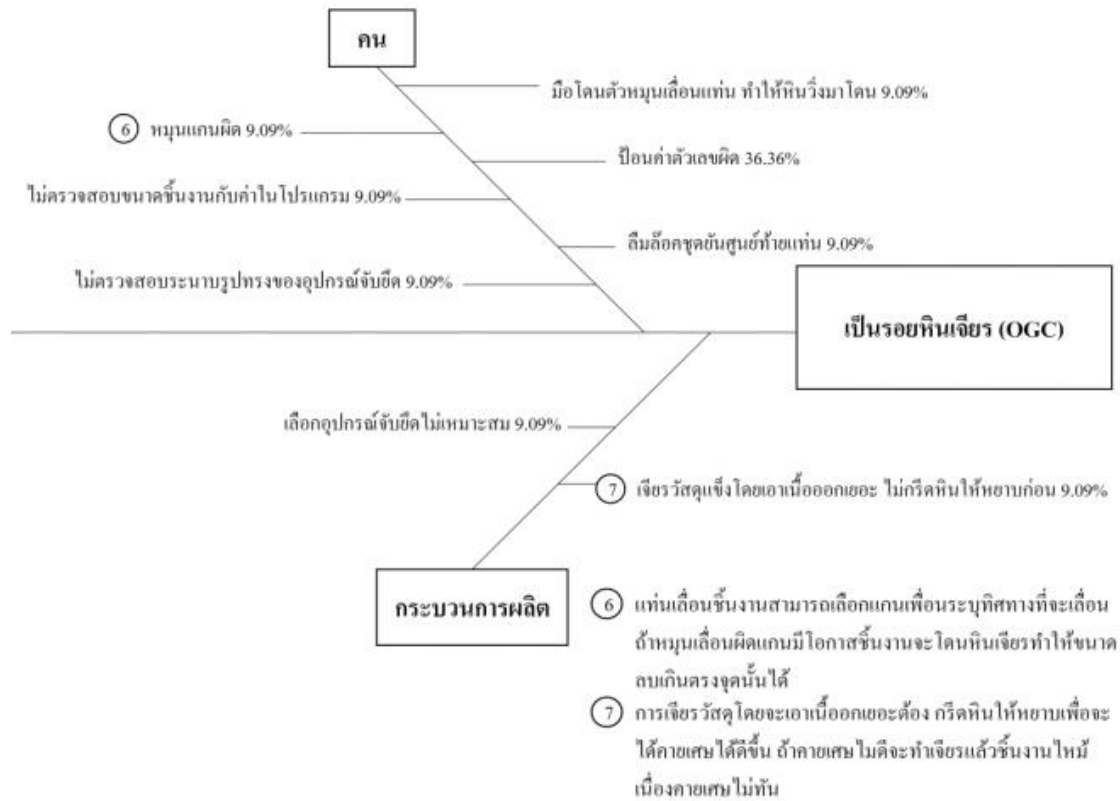 คน
มือโดนตัวหมุนเลื่อนแท่น ทำให้หินวิ่งมาโดน 9.09%
6 หมุนแกนผิด 9.09%
ป้อนค่าตัวเลขผิด 36.36%
ไม่ตรวจสอบขนาดชิ้นงานกับค่าในโปรแกรม 9.09%
ลืมล๊อคชุดยันศูนย์ท้ายแท่น 9.09%
ไม่ตรวจสอบระนาบรูปทรงของอุปกรณ์จับยึด 9.09%
เป็นรอยหินเจียร (OGC)
เลือกอุปกรณ์จับยึดไม่เหมาะสม 9.09%
7 เจียรวัสดุแข็งโดยเอาเนื้อออกเยอะ ไม่กรีดหินให้หยาบก่อน 9.09%
กระบวนการผลิต
6 แท่นเลื่อนชิ้นงานสามารถเลือกแกนเพื่อนระบุทิศทางที่จะเลื่อน
ถ้าหมุนเลื่อนผิดแกนมีโอกาสชิ้นงานจะโดนหินเจียรทำให้ขนาด
ลบเกินตรงจุดนั้นได้
7 การเจียรวัสดุโดยจะเอาเนื้ออกเยอะต้อง กรีดหินให้หยาบเพื่อจะ
ได้คายเศษได้ดีขึ้น ถ้าคายเศษไมดีจะทำเจียรแล้วชิ้นงานไหม้
เนื่องคายเศษไม่ทัน